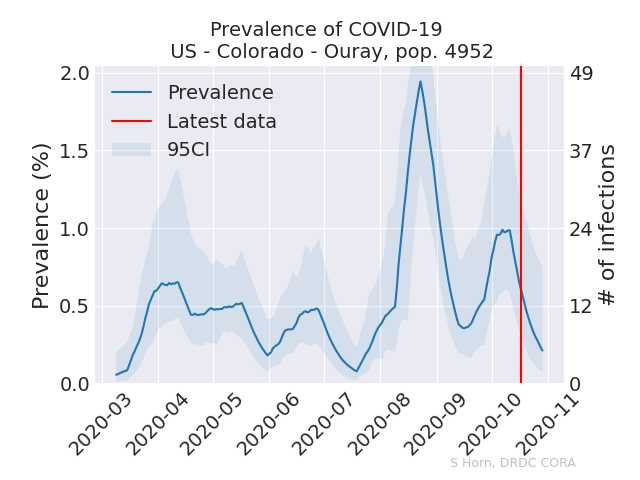 Prevalence of COVID-19
US - Colorado - Ouray, pop. 4952
Prevalence
Latest data
95CI
Prevalence (%)
2.0
1.5
1.0
0.5
0.0
# of infections
49
37
24
12
0
2020-03
2020-04
2020-05
2020-06
2020-07
2020-08
2020-09
2020-10
2020-11
S Horn, DRDC CORA